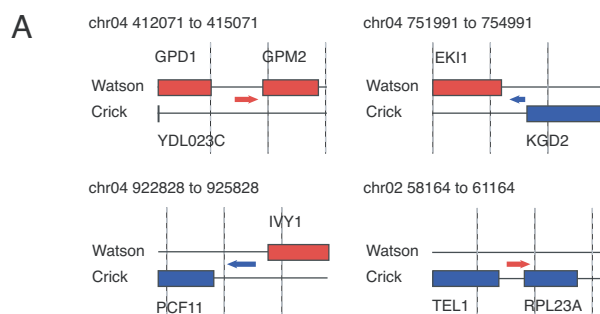 A
chr04 412071 to 415071
GPD1 GPM2
Watson
Crick
YDL023C
chr04 751991 to 754991
EKI1
Watson
Crick
KGD2
chr04 922828 to 925828
IVY1
Watson
Crick
PCF11
chr02 58164 to 61164
Watson
Crick
TEL1 RPL23A